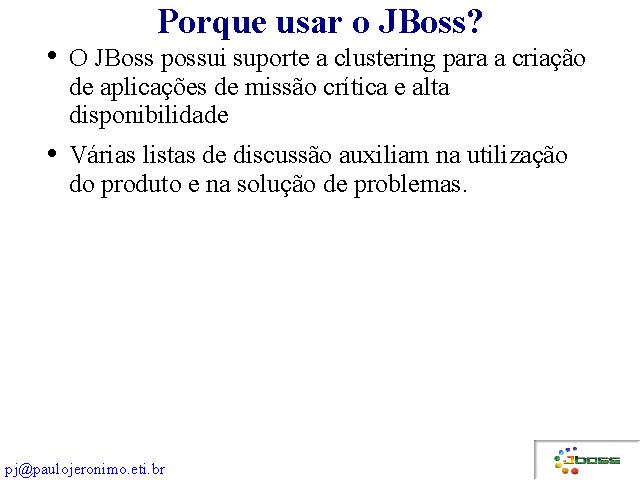 Porque usar o JBoss?
• O JBoss possui suporte a clustering para a criação
de aplicações de missão crítica e alta
disponibilidade
• Várias listas de discussão auxiliam na utilização
do produto e na solução de problemas.
pj@paulojeronimo.eti.br
JBoss